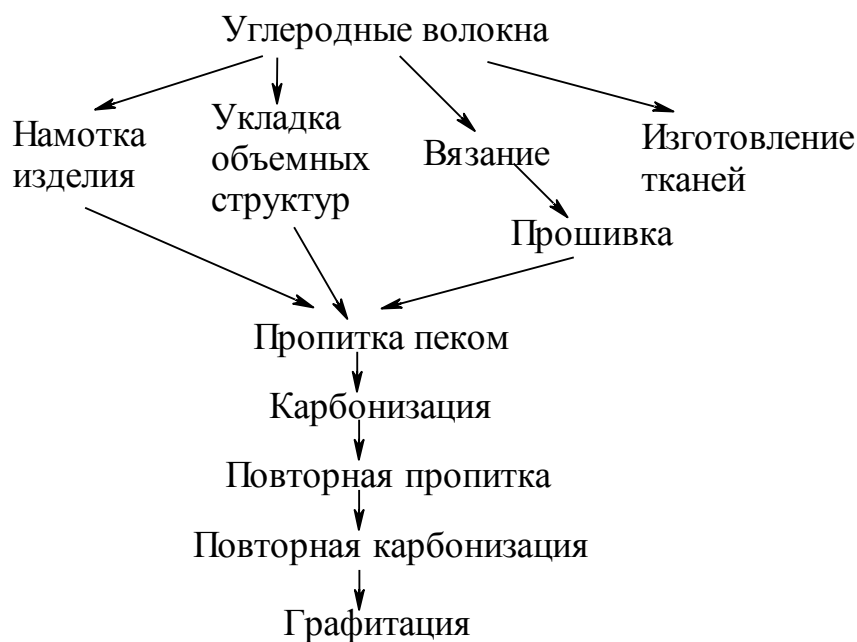 Углеродные волокна
Намотка
изделия
Укладка
объемных
структур
Вязание
Изготовление
тканей
Прошивка
Пропитка пеком
Карбонизация
Повторная пропитка
Повторная карбонизация
Графитация